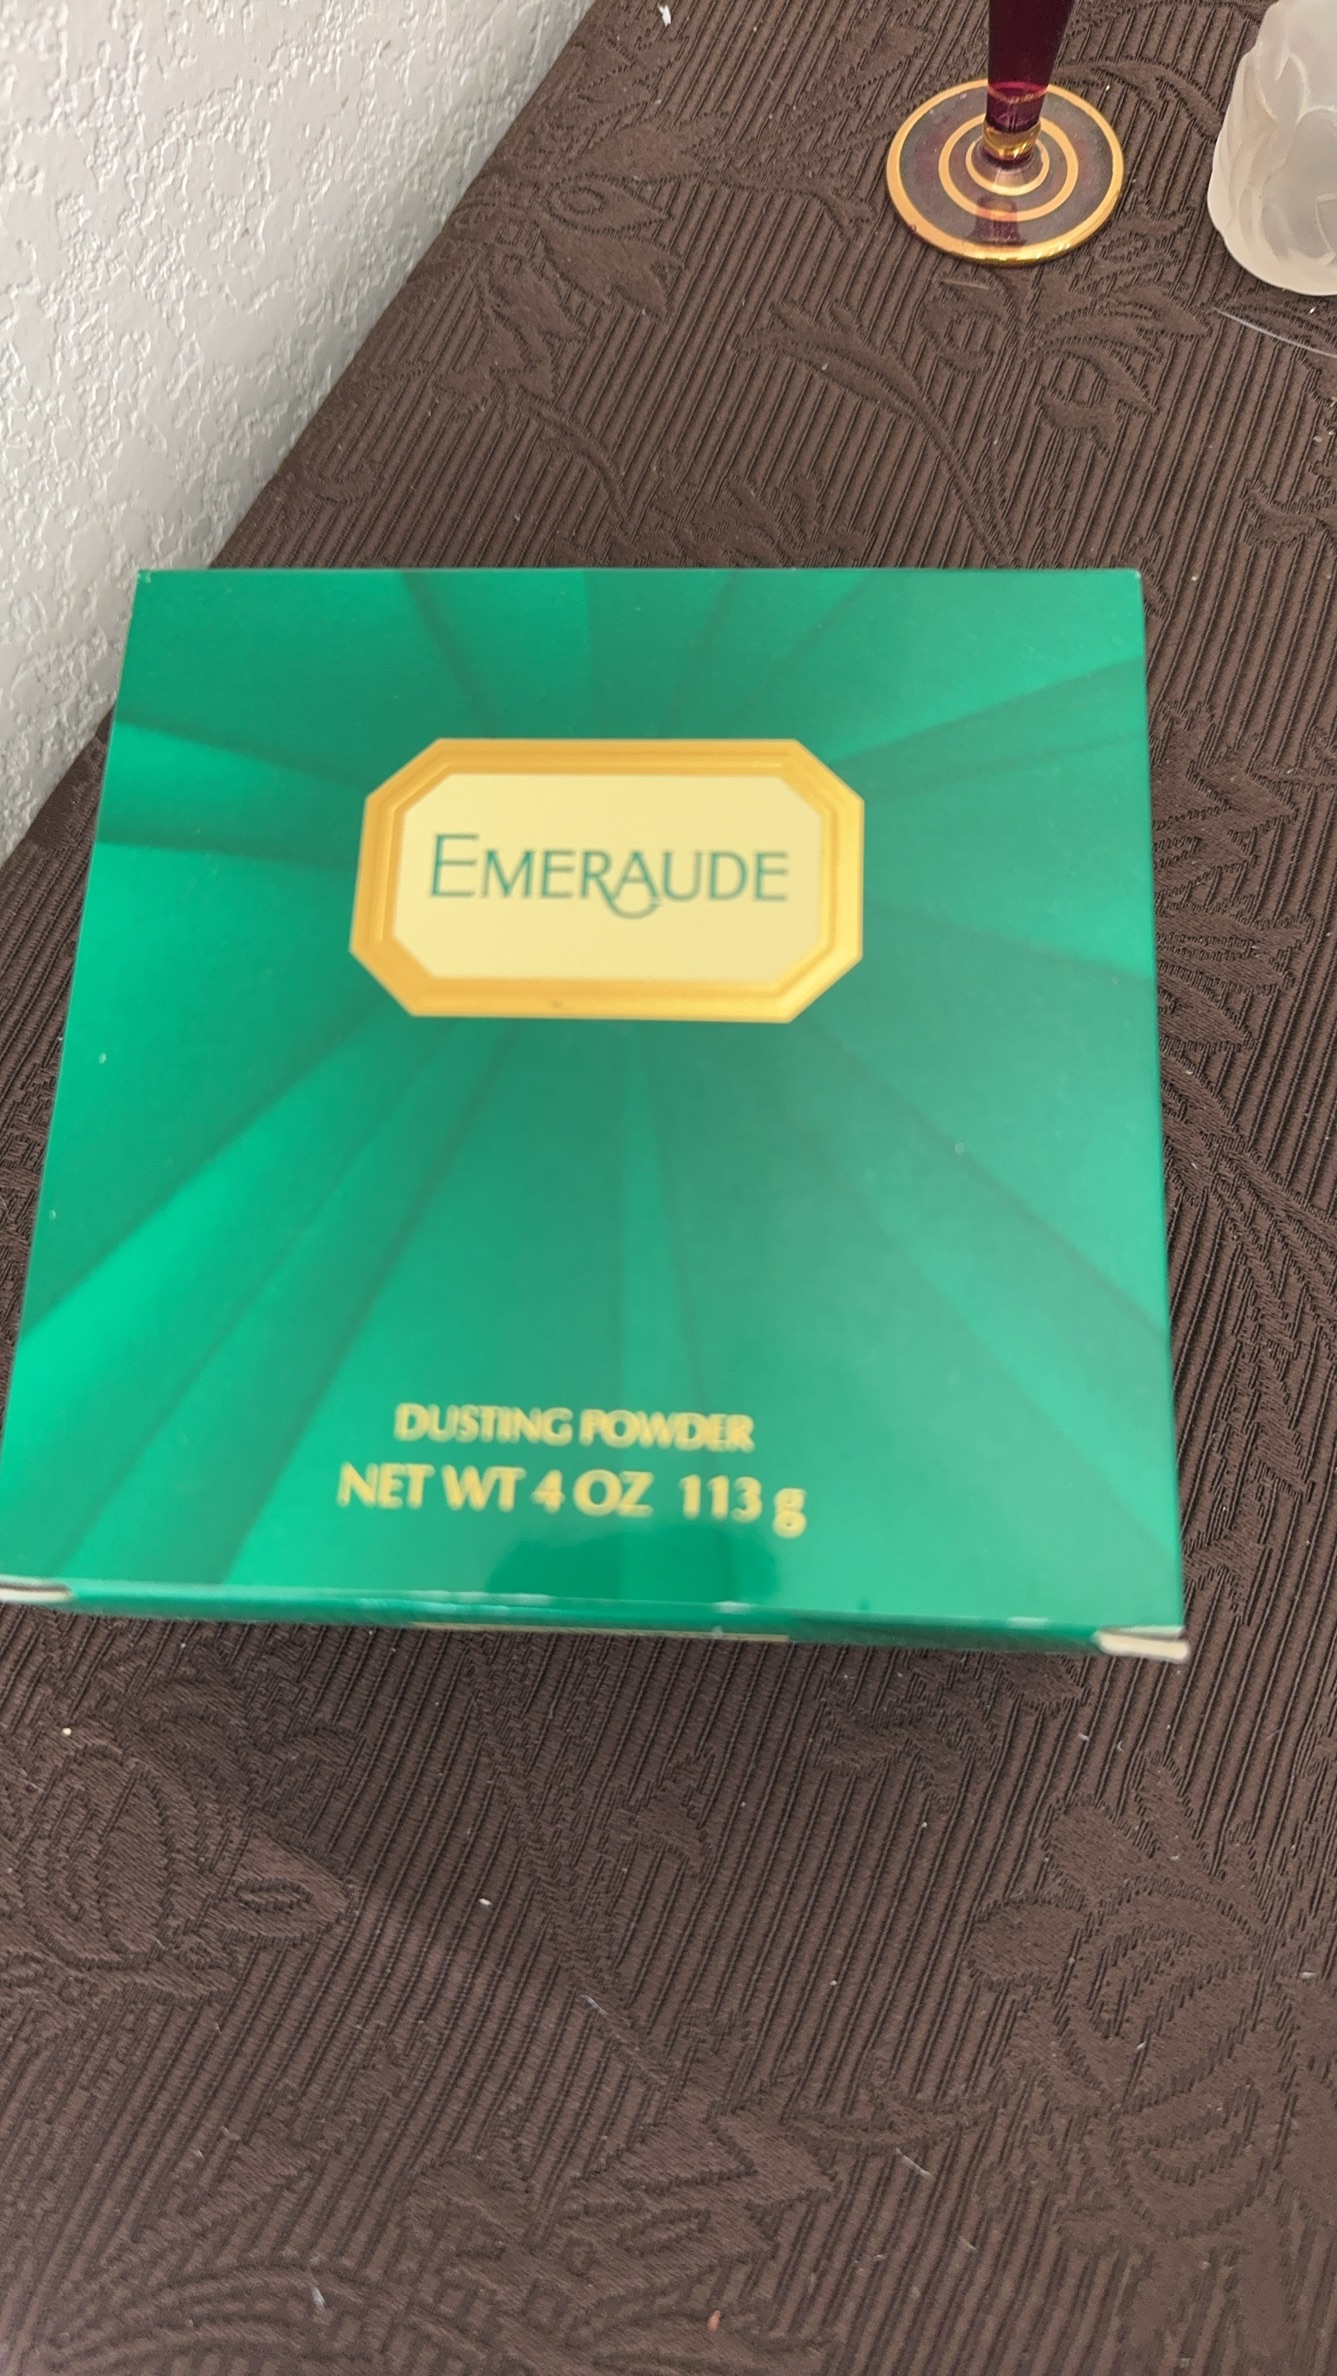 EMERAUDE
DUSTING POWDER
NET WT 4 OZ 113 g